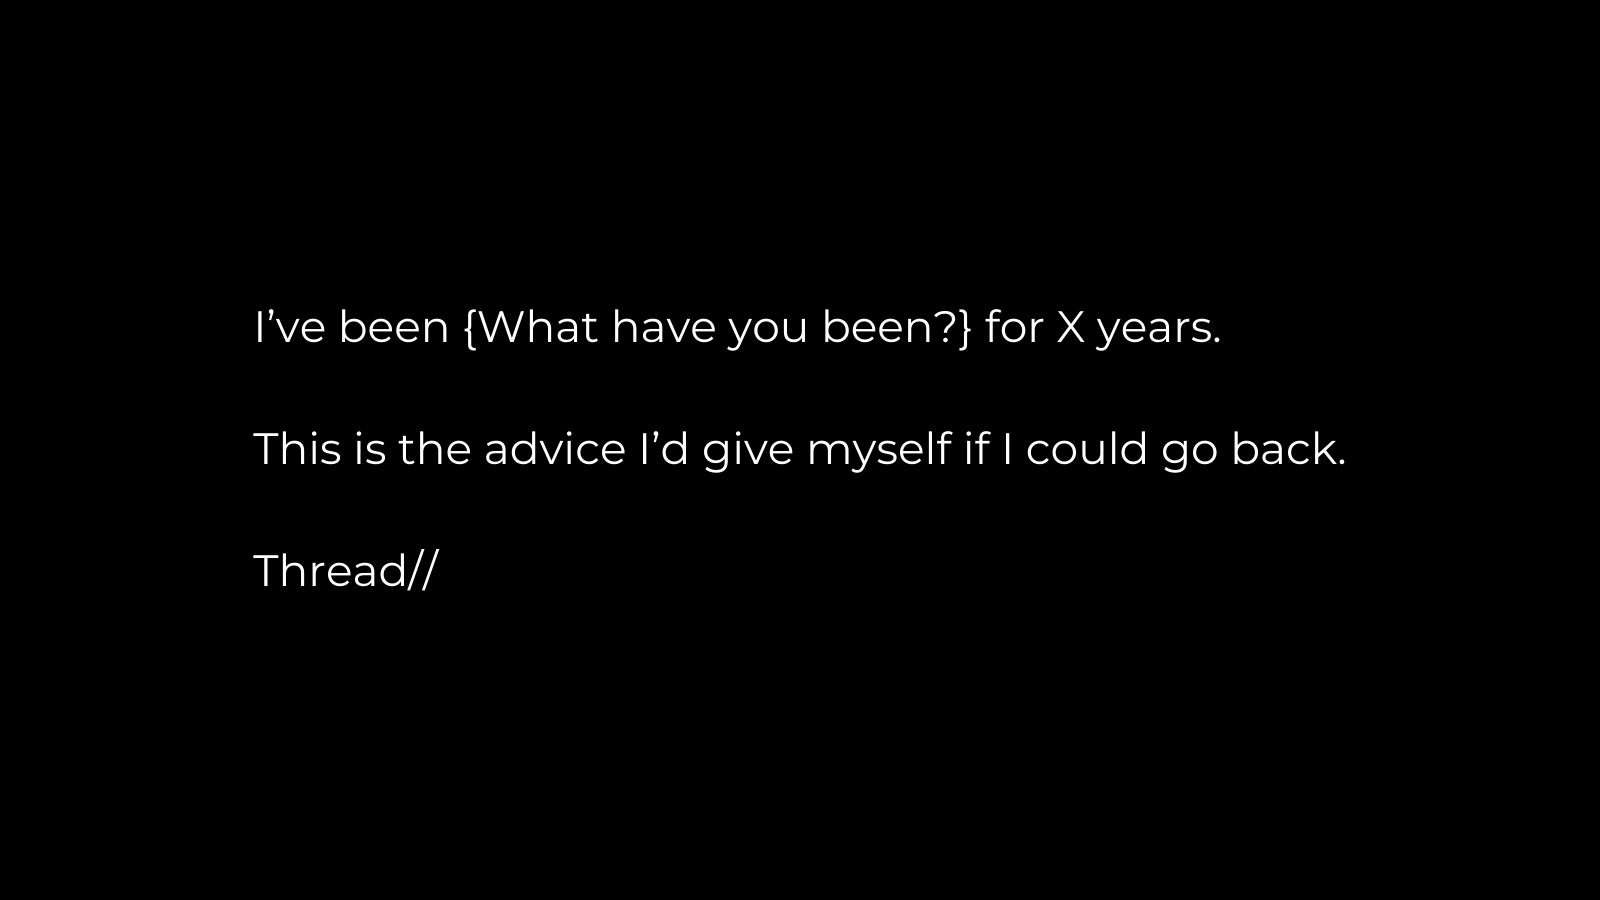 I’ve been {What have you been?} for X years.
This is the advice I’d give myself if I could go back.
Thread//